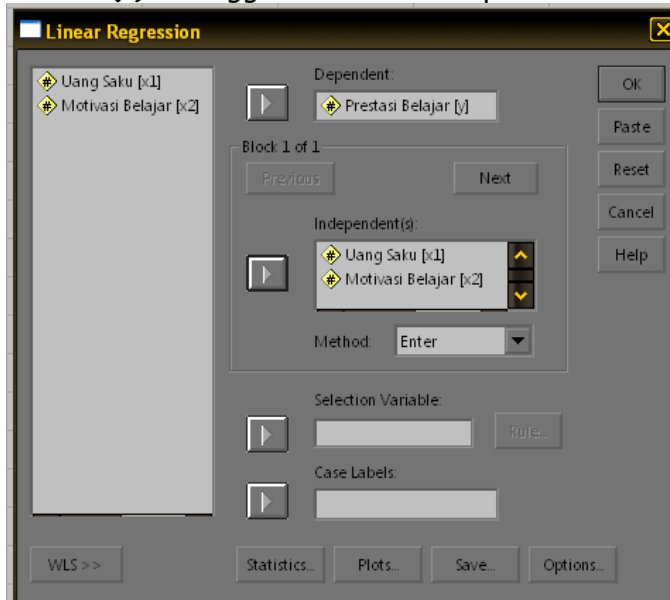 Linear Regression
Uang Saku [x1]
Motivasi Belajar [x2]
Dependent:
Prestasi Belajar [y]
Block 1 of 1
Previous
Next
Independent(s):
Uang Saku [x1]
Motivasi Belajar [x2]
Method:
Enter
Selection Variable:
Rule...
Case Labels:
WLS >>
Statistics...
Plots...
Save...
Options...
OK
Paste
Reset
Cancel
Help